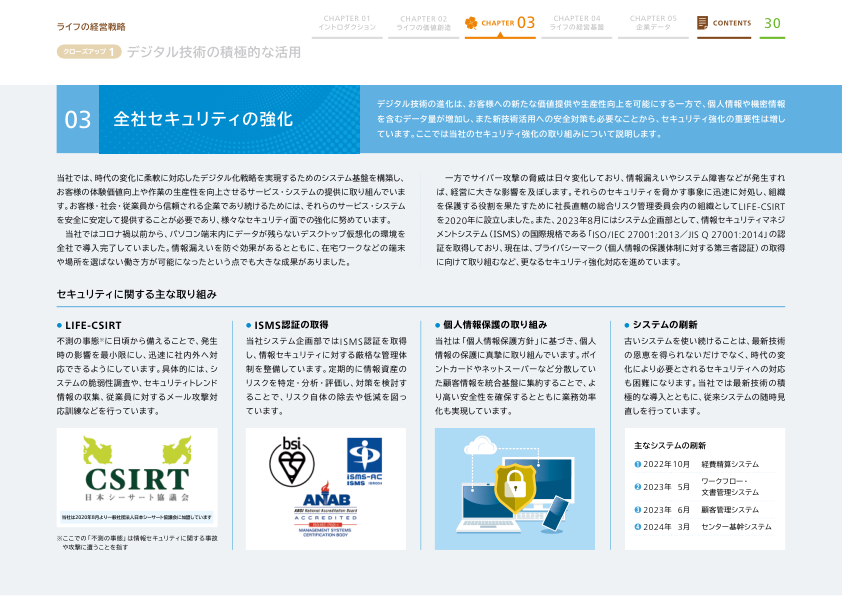 ライフの経営戦略
CHAPTER 01
イントロダクション
CHAPTER 02
ライフの価値創造
CHAPTER 03
CHAPTER 04
ライフの経営基盤
CHAPTER 05
企業データ
CONTENTS
30
クローズアップ 1 デジタル技術の積極的な活用
03 全社セキュリティの強化
デジタル技術の進化は、お客様への新たな価値提供や生産性向上を可能にする一方で、個人情報や機密情報
を含むデータ量が増加し、また新技術活用への安全対策も必要なことから、セキュリティ強化の重要性は増し
ています。ここでは当社のセキュリティ強化の取り組みについて説明します。
当社では、時代の変化に柔軟に対応したデジタル化戦略を実現するためのシステム基盤を構築し、
お客様の体験価値向上や作業の生産性を向上させるサービス・システムの提供に取り組んでいま
す。お客様・社会・従業員から信頼される企業であり続けるためには、それらのサービス・システム
を安全に安定して提供することが必要であり、様々なセキュリティ面での強化に努めています。
当社ではコロナ禍以前から、パソコン端末内にデータが残らないデスクトップ仮想化の環境を
全社で導入完了していました。情報漏えいを防ぐ効果があるとともに、在宅ワークなどの端末
や場所を選ばない働き方が可能になったという点でも大きな成果がありました。
一方でサイバー攻撃の脅威は日々変化しており、情報漏えいやシステム障害などが発生すれ
ば、経営に大きな影響を及ぼします。それらのセキュリティを脅かす事象に迅速に対処し、組織
を保護する役割を果たすために社長直轄の総合リスク管理委員会内の組織としてLIFE-CSIRT
を2020年に設立しました。また、2023年8月にはシステム企画部として、情報セキュリティマネジ
メントシステム（ISMS）の国際規格である「ISO/IEC 27001:2013／JIS Q 27001:2014」の認
証を取得しており、現在は、プライバシーマーク（個人情報の保護体制に対する第三者認証）の取得
に向けて取り組むなど、更なるセキュリティ強化対応を進めています。
セキュリティに関する主な取り組み
● LIFE-CSIRT
不測の事態※に日頃から備えることで、発生
時の影響を最小限にし、迅速に社内外へ対
応できるようにしています。具体的には、シ
ステムの脆弱性調査や、セキュリティトレンド
情報の収集、従業員に対するメール攻撃対
応訓練などを行っています。
CSIRT
日本シーサート協議会
当社は2020年8月より一般社団法人日本シーサート協議会に加盟しています
※ここでの「不測の事態」は情報セキュリティに関する事故
や攻撃に遭うことを指す
● ISMS認証の取得
当社システム企画部ではISMS認証を取得
し、情報セキュリティに対する厳格な管理体
制を整備しています。定期的に情報資産の
リスクを特定・分析・評価し、対策を検討す
ることで、リスク自体の除去や低減を図っ
ています。
bsi
ISMS-AC
ISMS
ANAB
ANSI National Accreditation Board
ACCREDITED
MANAGEMENT SYSTEMS
CERTIFICATION BODY
● 個人情報保護の取り組み
当社は「個人情報保護方針」に基づき、個人
情報の保護に真摯に取り組んでいます。ポイ
ントカードやネットスーパーなど分散してい
た顧客情報を統合基盤に集約することで、よ
り高い安全性を確保するとともに業務効率
化も実現しています。
● システムの刷新
古いシステムを使い続けることは、最新技術
の恩恵を得られないだけでなく、時代の変
化により必要とされるセキュリティへの対応
も困難になります。当社では最新技術の積
極的な導入とともに、従来システムの随時見
直しを行っています。
主なシステムの刷新
❶ 2022年10月 経費精算システム
❷ 2023年 5月 ワークフロー・
文書管理システム
❸ 2023年 6月 顧客管理システム
❹ 2024年 3月 センター基幹システム